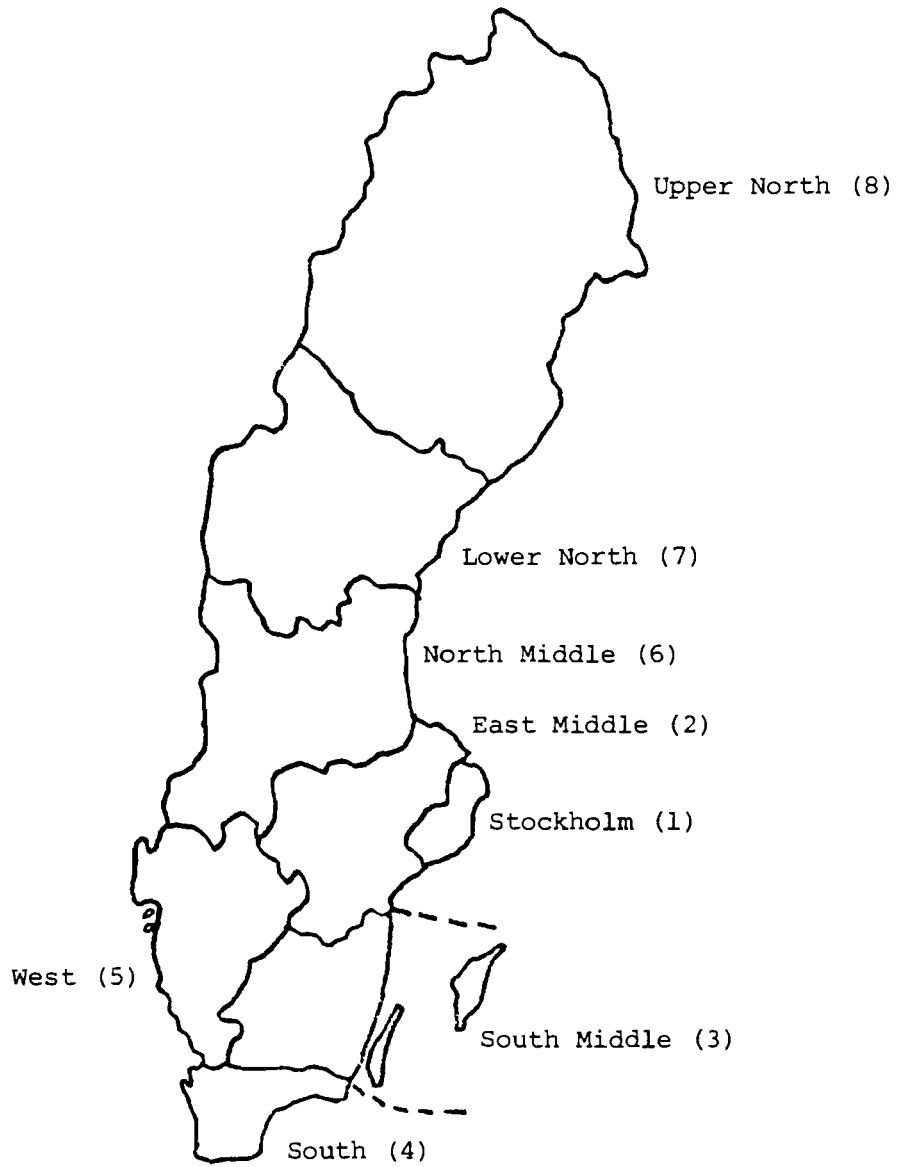 Upper North (8)
Lower North (7)
North Middle (6)
East Middle (2)
Stockholm (1)
West (5)
South Middle (3)
South (4)